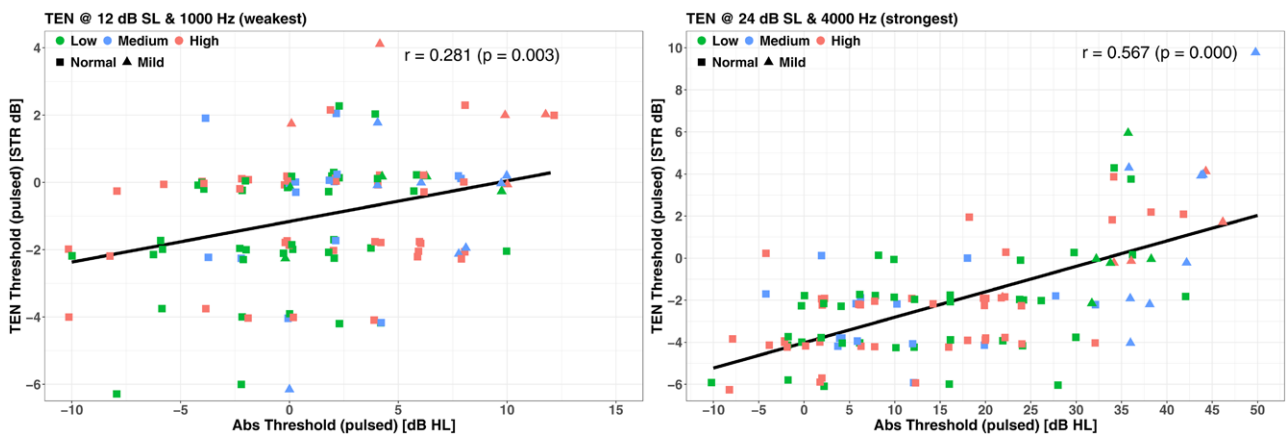 TEN @ 12 dB SL & 1000 Hz (weakest)
Low Medium High
Normal Mild
r = 0.281 (p = 0.003)
TEN Threshold (pulsed) [STR dB]
4
2
0
−2
−4
−6
−10 −5 0 5 10 15
Abs Threshold (pulsed) [dB HL]
TEN @ 24 dB SL & 4000 Hz (strongest)
Low Medium High
Normal Mild
r = 0.567 (p = 0.000)
TEN Threshold (pulsed) [STR dB]
10
8
6
4
2
0
−2
−4
−6
−10 −5 0 5 10 15 20 25 30 35 40 45 50
Abs Threshold (pulsed) [dB HL]